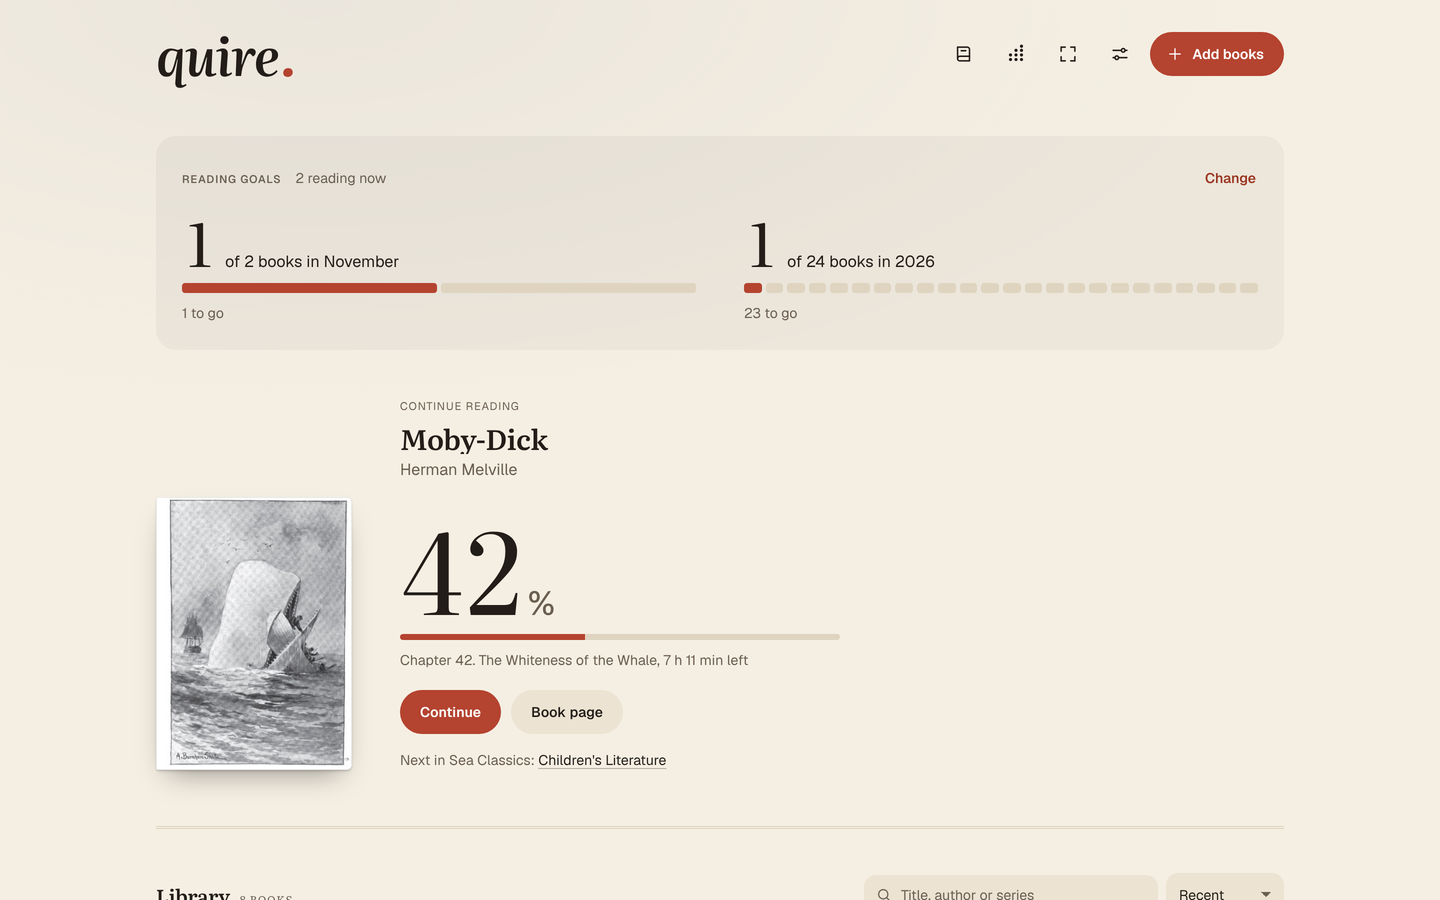 quire.
Add books
READING GOALS 2 reading now
Change
1 of 2 books in November
1 to go
1 of 24 books in 2026
23 to go
CONTINUE READING
Moby-Dick
Herman Melville
42 %
Chapter 42. The Whiteness of the Whale, 7 h 11 min left
Continue
Book page
Next in Sea Classics: Children's Literature
Library 8 BOOKS
Title, author or series
Recent